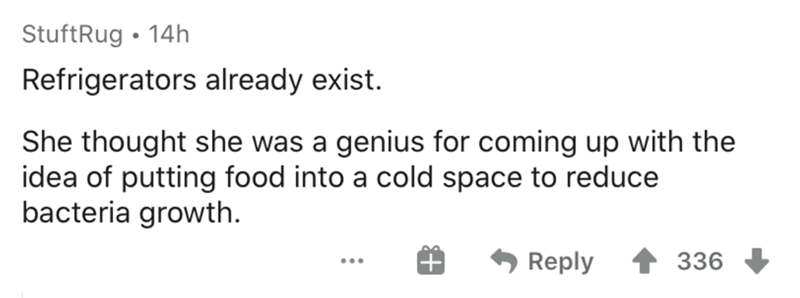 StuftRug • 14h
Refrigerators already exist.
She thought she was a genius for coming up with the
idea of putting food into a cold space to reduce
bacteria growth.
... Reply 336